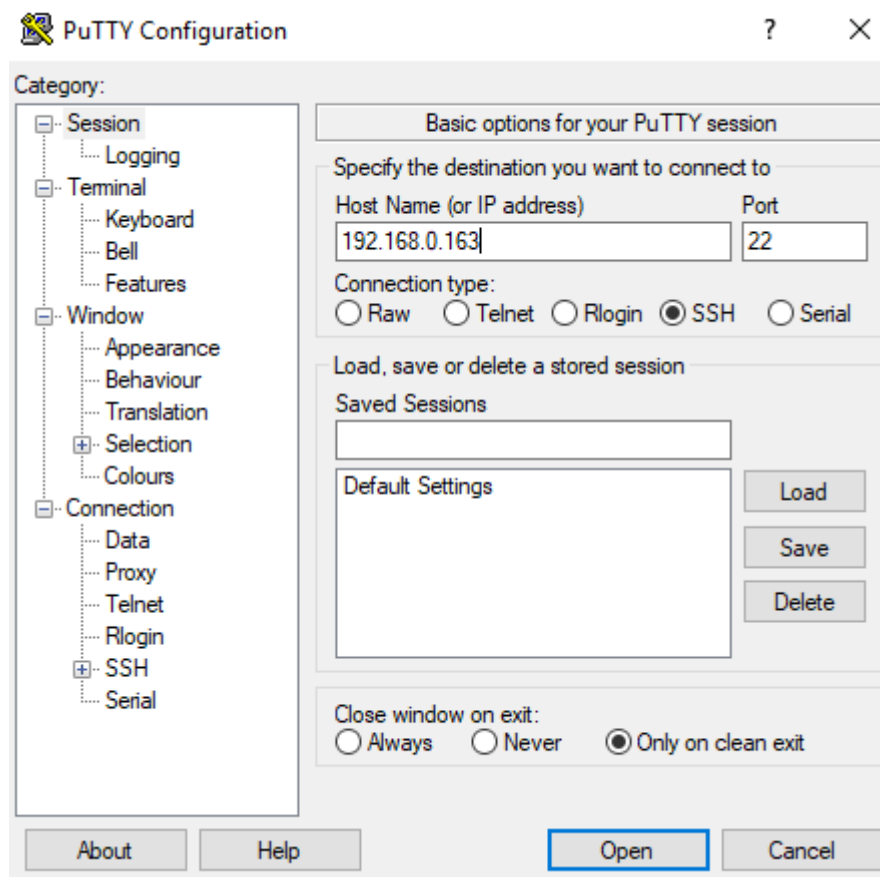 PuTTY Configuration ? ×
Category:
Session
Logging
Terminal
Keyboard
Bell
Features
Window
Appearance
Behaviour
Translation
Selection
Colours
Connection
Data
Proxy
Telnet
Rlogin
SSH
Serial
Basic options for your PuTTY session
Specify the destination you want to connect to
Host Name (or IP address) Port
192.168.0.163 22
Connection type:
Raw Telnet Rlogin SSH Serial
Load, save or delete a stored session
Saved Sessions
Default Settings
Load
Save
Delete
Close window on exit:
Always Never Only on clean exit
About Help Open Cancel